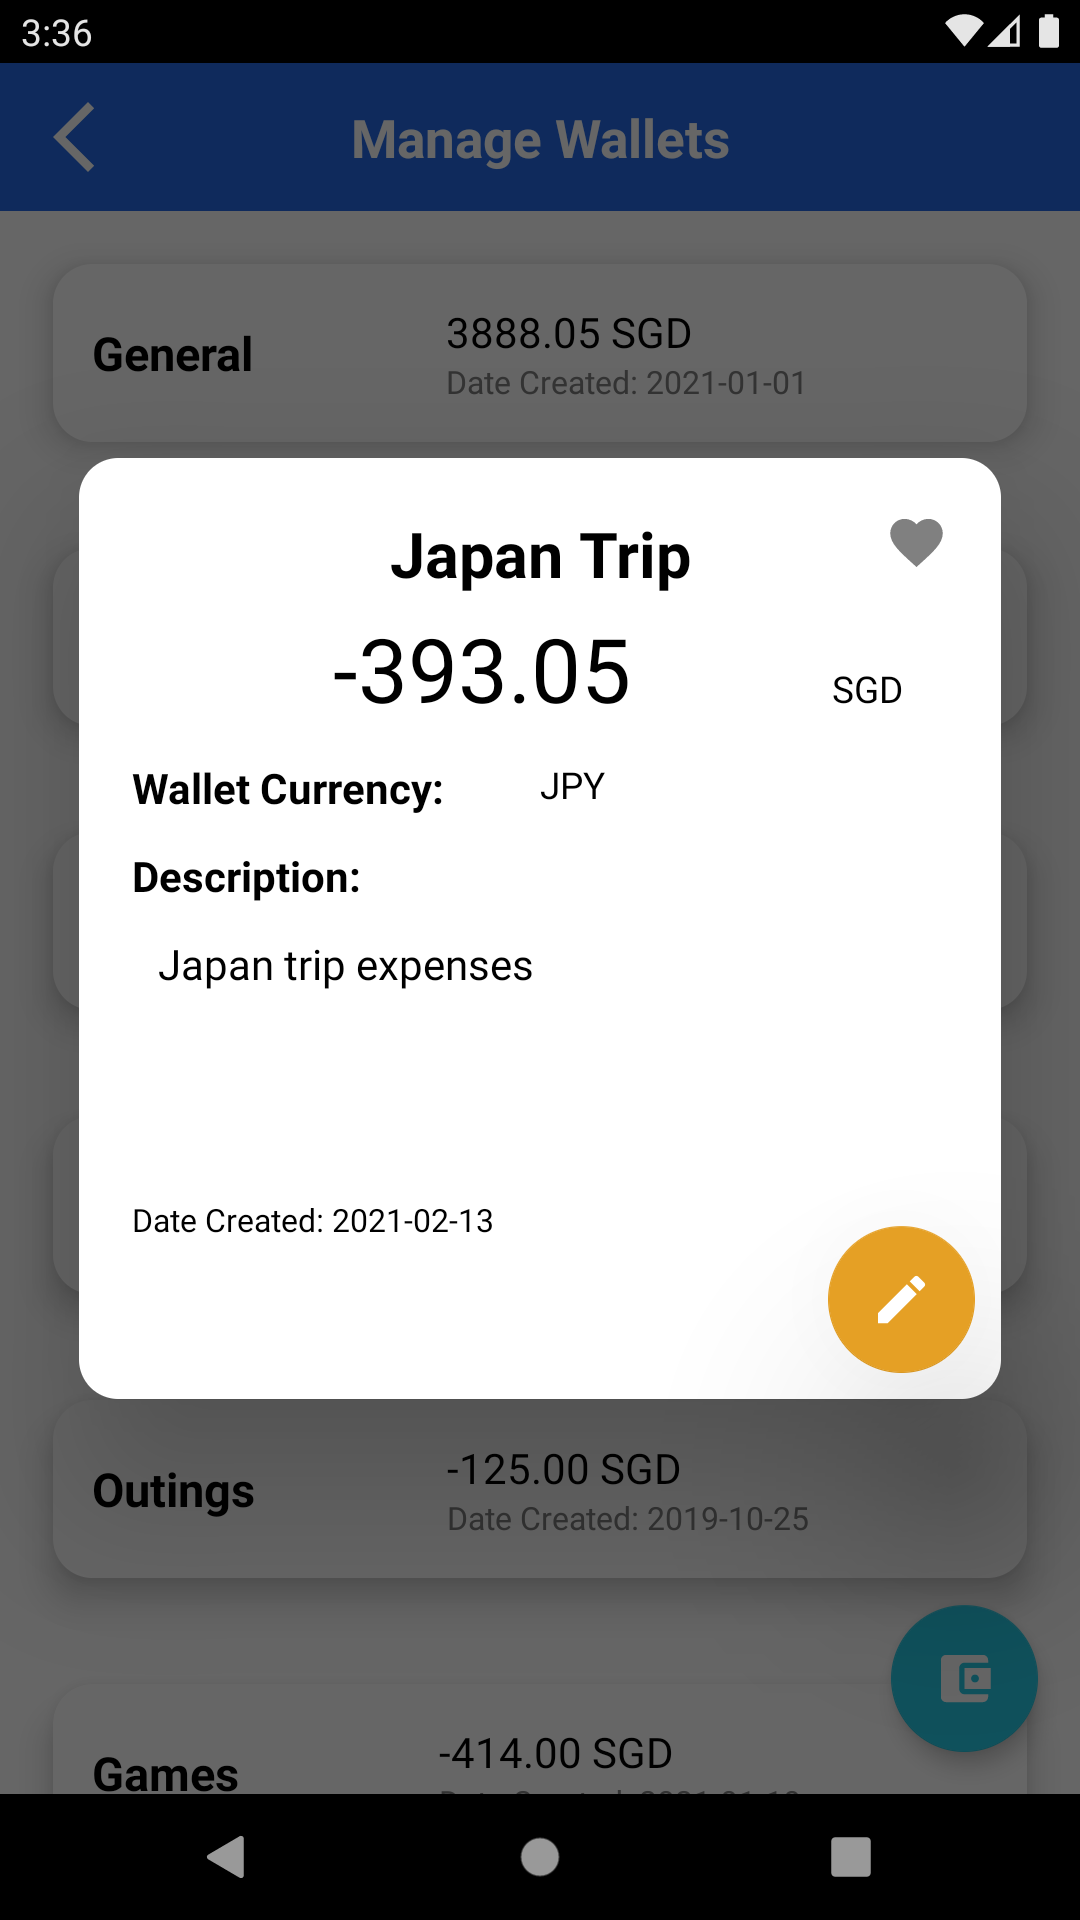 3:36
Manage Wallets
General
3888.05 SGD
Date Created: 2021-01-01
Japan Trip
-393.05 SGD
Wallet Currency: JPY
Description:
Japan trip expenses
Date Created: 2021-02-13
Outings
-125.00 SGD
Date Created: 2019-10-25
Games
-414.00 SGD